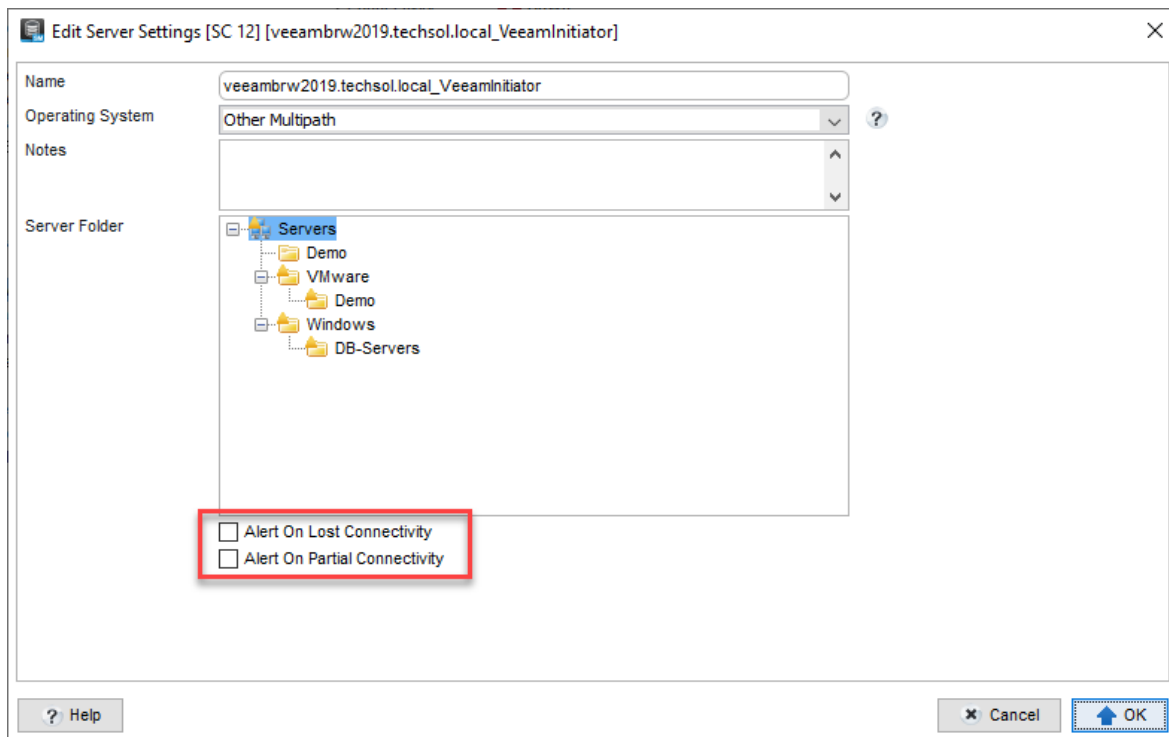 Edit Server Settings [SC 12] [veeambrw2019.techsol.local_VeeamInitiator]
Name
veeambrw2019.techsol.local_VeeamInitiator
Operating System
Other Multipath
?
Notes
Server Folder
Servers
Demo
VMware
Demo
Windows
DB-Servers
Alert On Lost Connectivity
Alert On Partial Connectivity
? Help
Cancel
OK